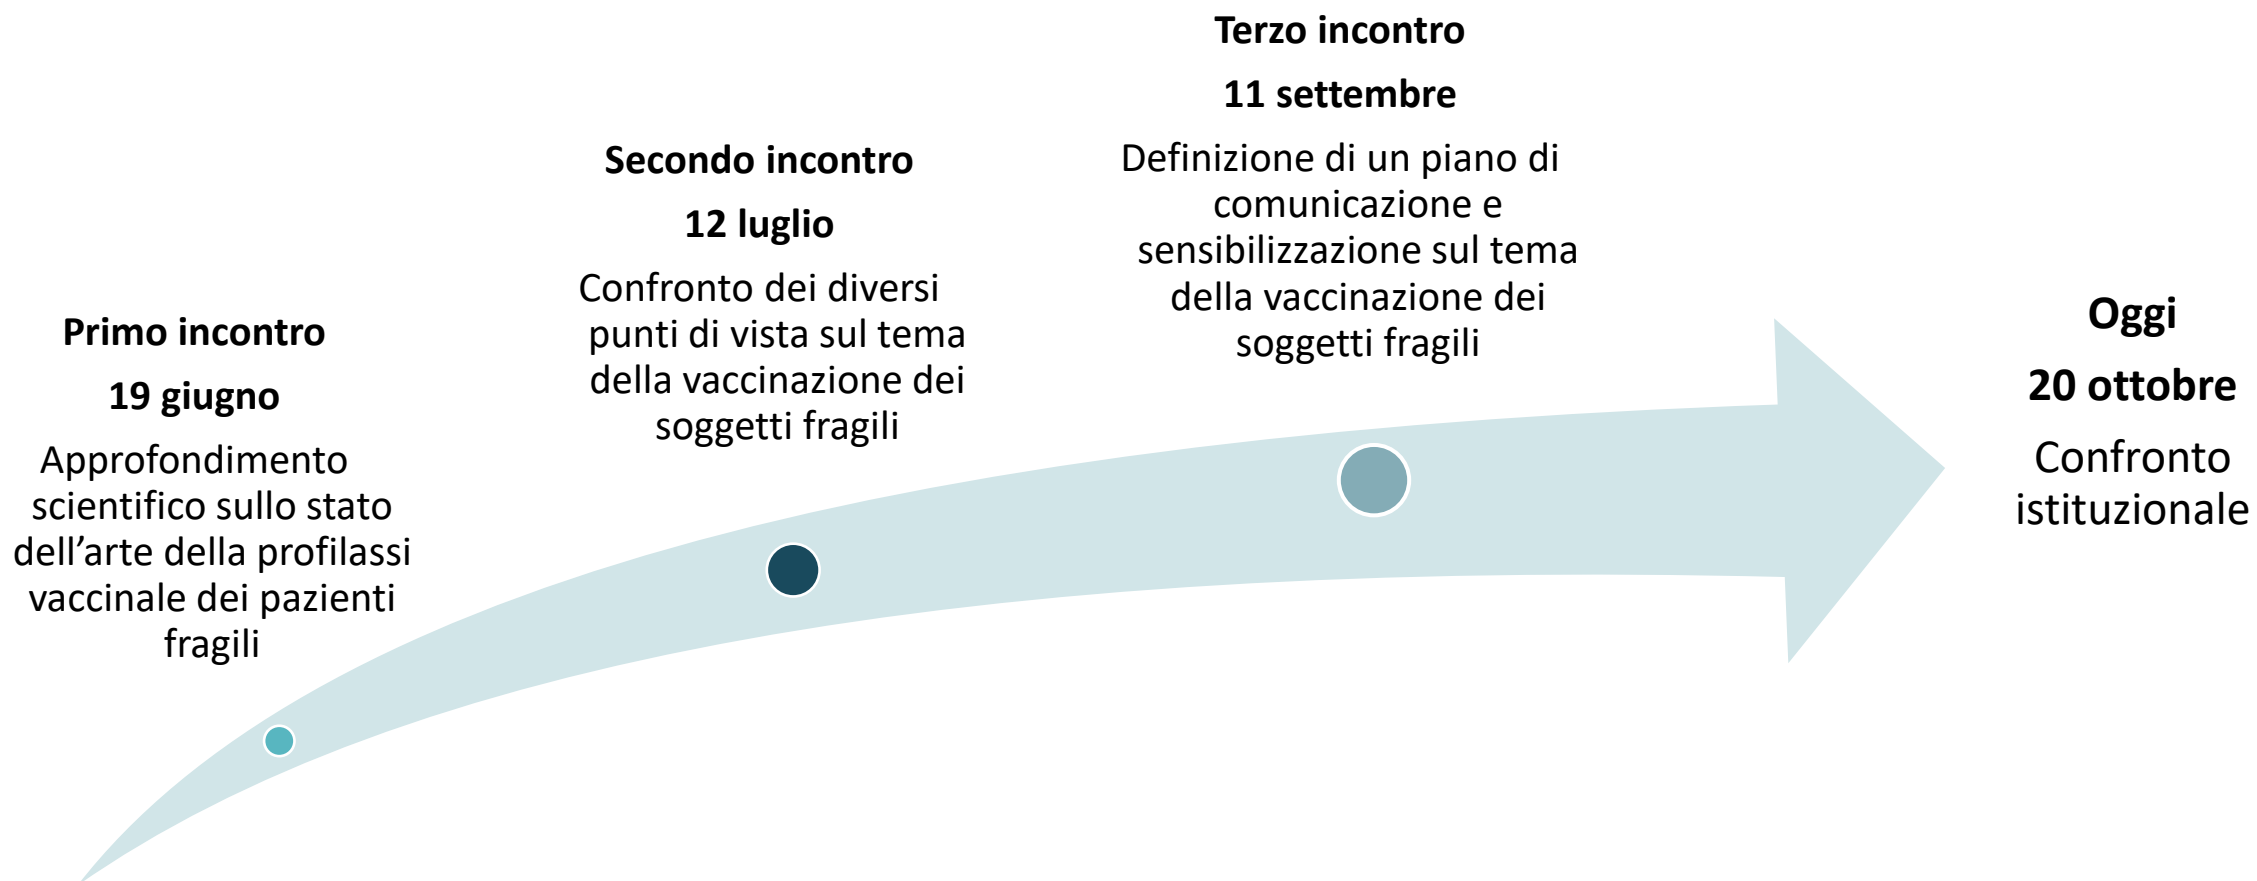 Primo incontro
19 giugno
Approfondimento
scientifico sullo stato
dell’arte della profilassi
vaccinale dei pazienti
fragili
Secondo incontro
12 luglio
Confronto dei diversi
punti di vista sul tema
della vaccinazione dei
soggetti fragili
Terzo incontro
11 settembre
Definizione di un piano di
comunicazione e
sensibilizzazione sul tema
della vaccinazione dei
soggetti fragili
Oggi
20 ottobre
Confronto
istituzionale